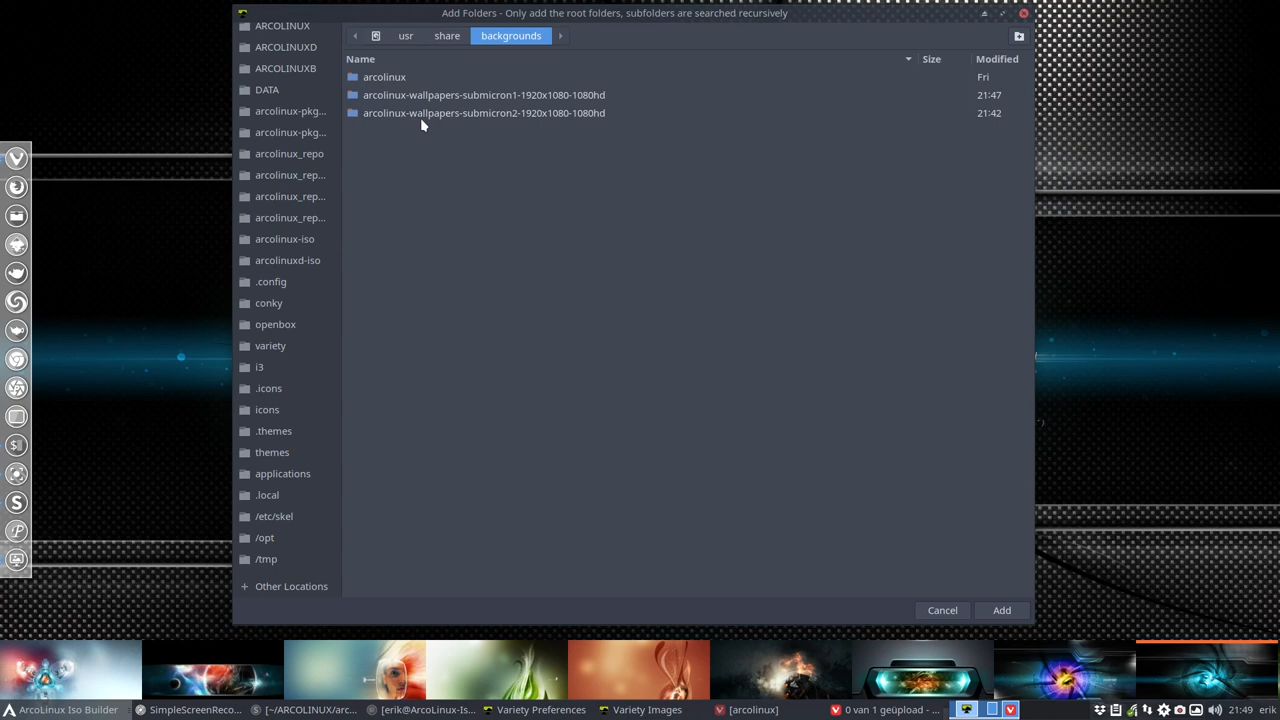 Add Folders - Only add the root folders, subfolders are searched recursively
ARCOLINUX
ARCOLINUXD
ARCOLINUXB
DATA
arcolinux-pkg...
arcolinux-pkg...
arcolinux_repo
arcolinux_rep...
arcolinux_rep...
arcolinux_rep...
arcolinux-iso
arcolinuxd-iso
.config
conky
openbox
variety
i3
.icons
icons
.themes
themes
applications
.local
/etc/skel
/opt
/tmp
Other Locations
usr share backgrounds
Name Size Modified
arcolinux Fri
arcolinux-wallpapers-submicron1-1920x1080-1080hd 21:47
arcolinux-wallpapers-submicron2-1920x1080-1080hd 21:42
Cancel Add
ArcoLinux Iso Builder SimpleScreenReco... [~/ARCOLINUX/arc... [erik@ArcoLinux-Is... Variety Preferences Variety Images [arcolinux] 0 van 1 geüpload - ... 21:49 erik